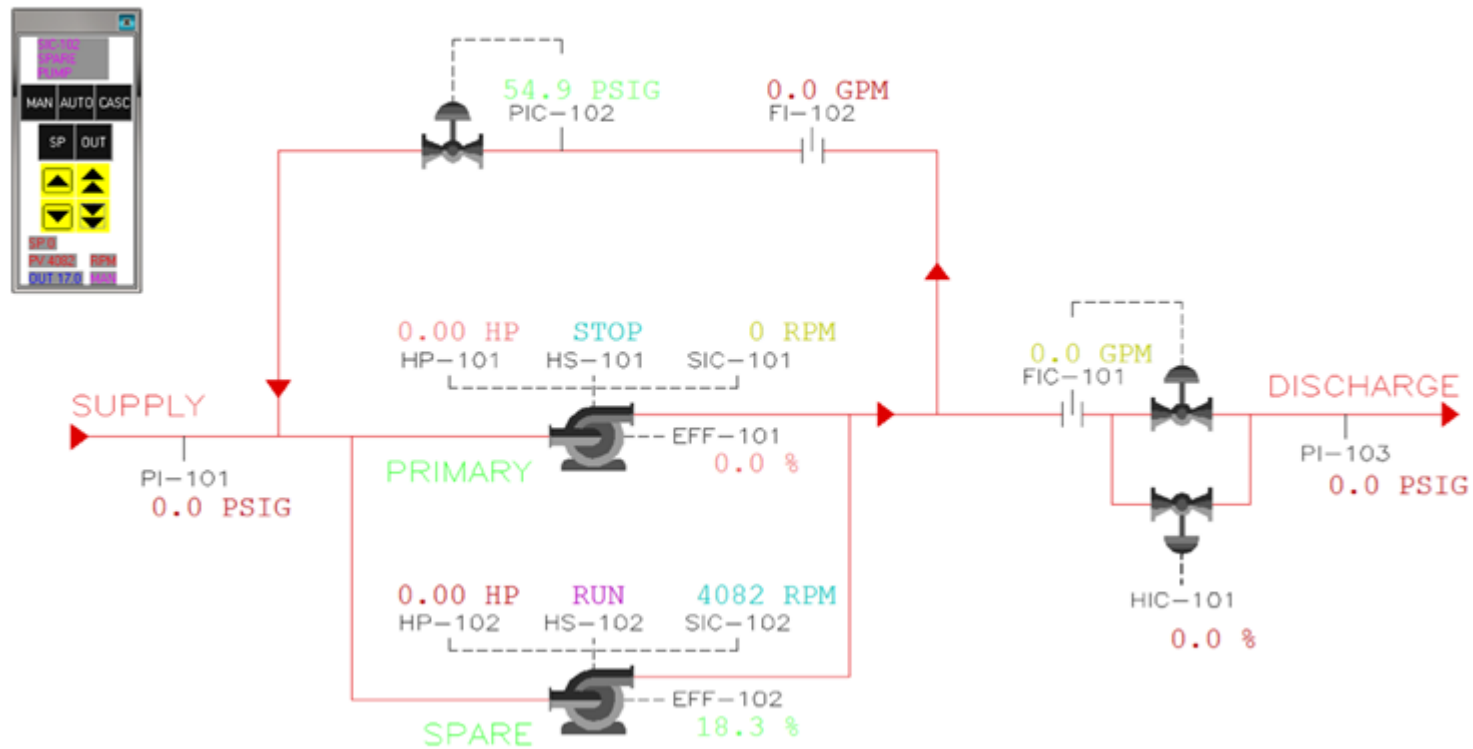 SIC-102
SPARE
PUMP
MAN AUTO CASC
SP OUT
SP 0
PV 4082 RPM
OUT 17.0 MAN
54.9 PSIG
PIC-102
0.0 GPM
FI-102
0.00 HP STOP 0 RPM
HP-101 HS-101 SIC-101
0.0 GPM
FIC-101
SUPPLY
DISCHARGE
EFF-101
0.0 %
PRIMARY
PI-101
0.0 PSIG
PI-103
0.0 PSIG
0.00 HP RUN 4082 RPM
HP-102 HS-102 SIC-102
HIC-101
0.0 %
EFF-102
18.3 %
SPARE